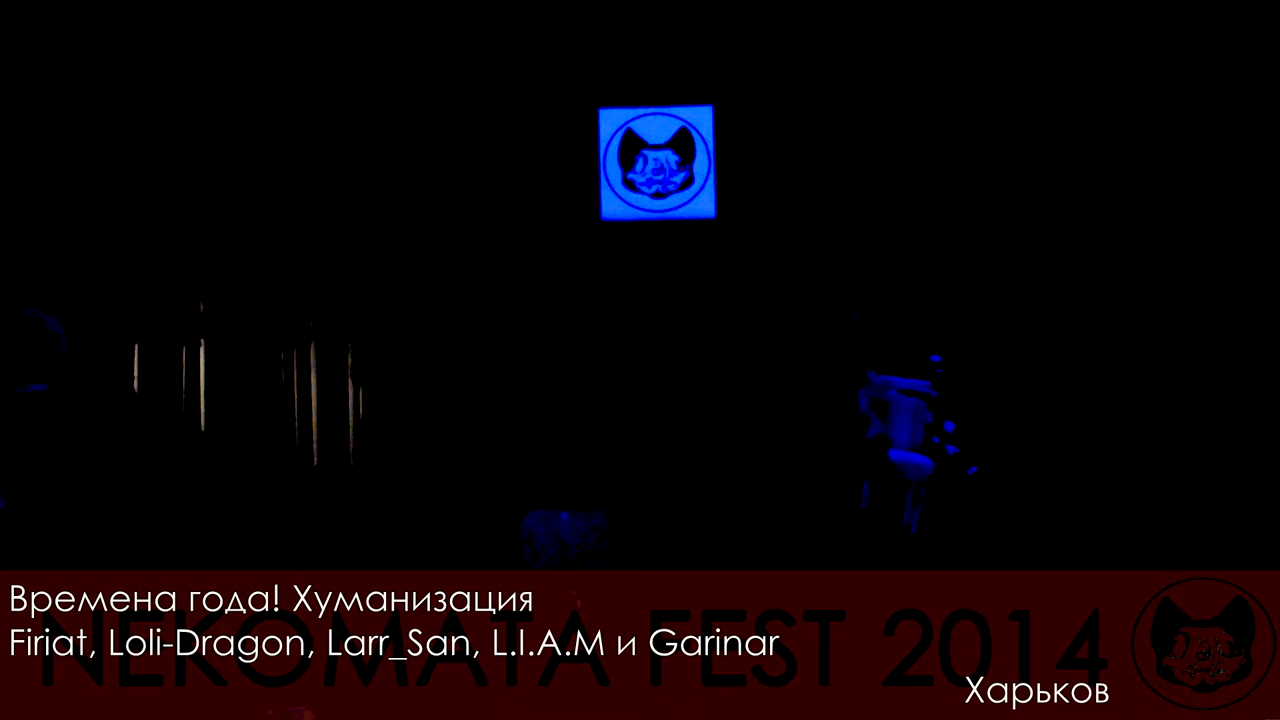 Времена года! Хуманизация
Firiat, Loli-Dragon, Larr_San, L.I.A.M и Garinar
NEKOMATA FEST 2014
Харьков